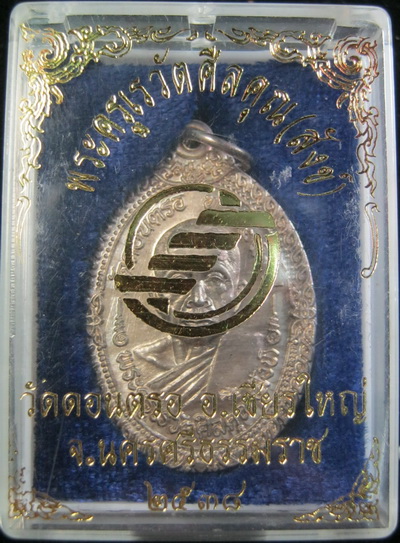 พระครูเรวัตศีลคุณ(สังข์)
วัดดอนตรอ อ.เชียรใหญ่
จ.นครศรีธรรมราช
๒๕๓๘